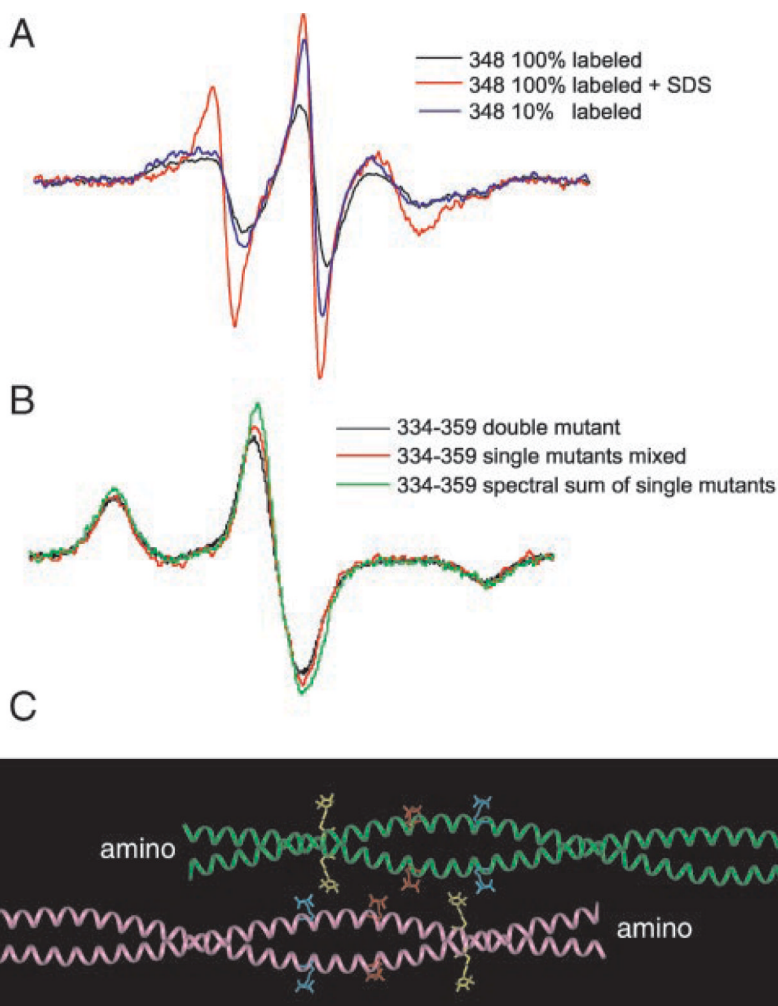 A
348 100% labeled
348 100% labeled + SDS
348 10% labeled
B
334-359 double mutant
334-359 single mutants mixed
334-359 spectral sum of single mutants
C
amino
amino